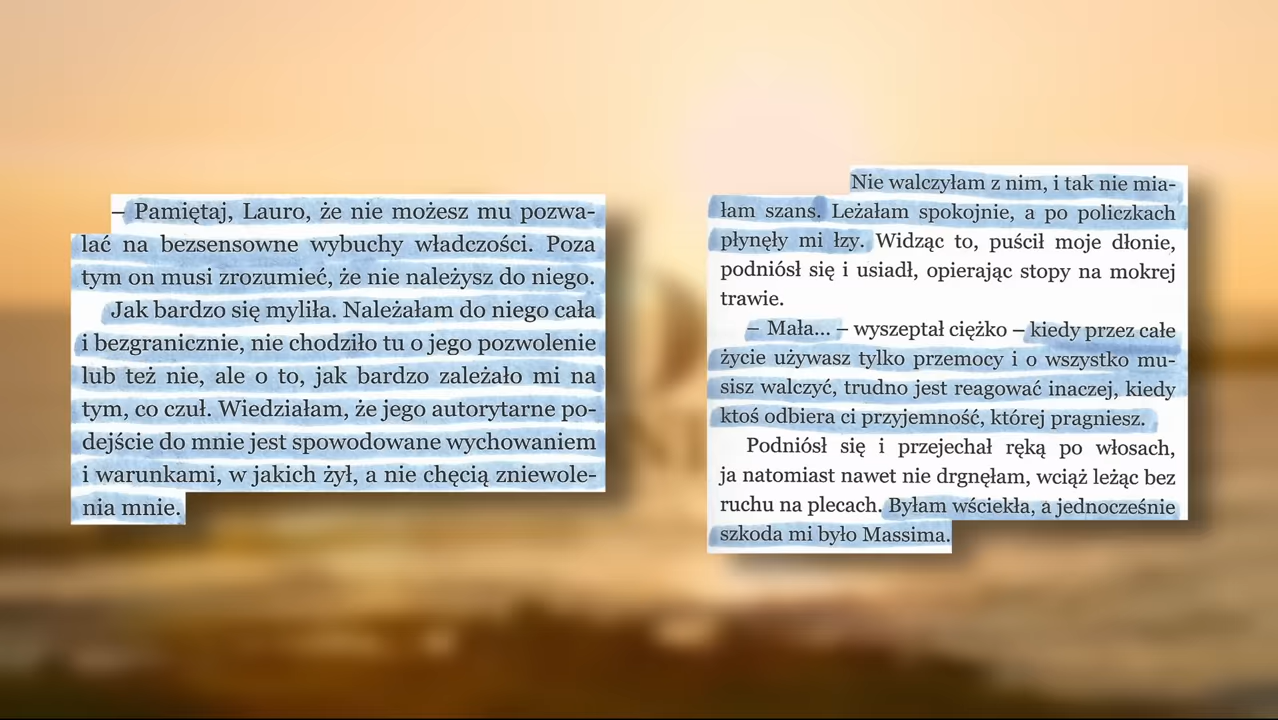 – Pamiętaj, Lauro, że nie możesz mu pozwa-
lać na bezsensowne wybuchy władczości. Poza
tym on musi zrozumieć, że nie należysz do niego.
Jak bardzo się myliła. Należałam do niego cała
i bezgranicznie, nie chodziło tu o jego pozwolenie
lub też nie, ale o to, jak bardzo zależało mi na
tym, co czuł. Wiedziałam, że jego autorytarne po-
dejście do mnie jest spowodowane wychowaniem
i warunkami, w jakich żył, a nie chęcią zniewole-
nia mnie.
Nie walczyłam z nim, i tak nie mia-
łam szans. Leżałam spokojnie, a po policzkach
płynęły mi łzy. Widząc to, puścił moje dłonie,
podniósł się i usiadł, opierając stopy na mokrej
trawie.
– Mała... – wyszeptał ciężko – kiedy przez całe
życie używasz tylko przemocy i o wszystko mu-
sisz walczyć, trudno jest reagować inaczej, kiedy
ktoś odbiera ci przyjemność, której pragniesz.
Podniósł się i przejechał ręką po włosach,
ja natomiast nawet nie drgnęłam, wciąż leżąc bez
ruchu na plecach. Byłam wściekła, a jednocześnie
szkoda mi było Massima.